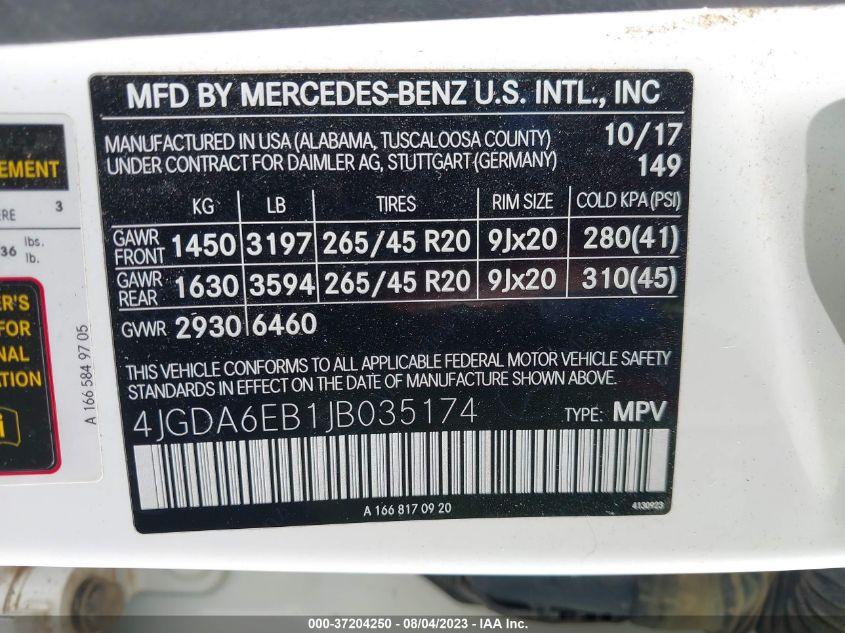 MFD BY MERCEDES-BENZ U.S. INTL., INC
MANUFACTURED IN USA (ALABAMA, TUSCALOOSA COUNTY) 10/17
UNDER CONTRACT FOR DAIMLER AG, STUTTGART (GERMANY) 149
KG LB TIRES RIM SIZE COLD KPA (PSI)
GAWR FRONT 1450 3197 265/45 R20 9Jx20 280(41)
GAWR REAR 1630 3594 265/45 R20 9Jx20 310(45)
GVWR 2930 6460
THIS VEHICLE CONFORMS TO ALL APPLICABLE FEDERAL MOTOR VEHICLE SAFETY
STANDARDS IN EFFECT ON THE DATE OF MANUFACTURE SHOWN ABOVE.
4JGDA6EB1JB035174 TYPE: MPV
A 166 817 09 20 4130923
EMENT
ERE 3
36 lbs.
lb.
R'S
FOR
NAL
ATION
A 166 584 97 05
000-37204250 - 08/04/2023 - IAA Inc.